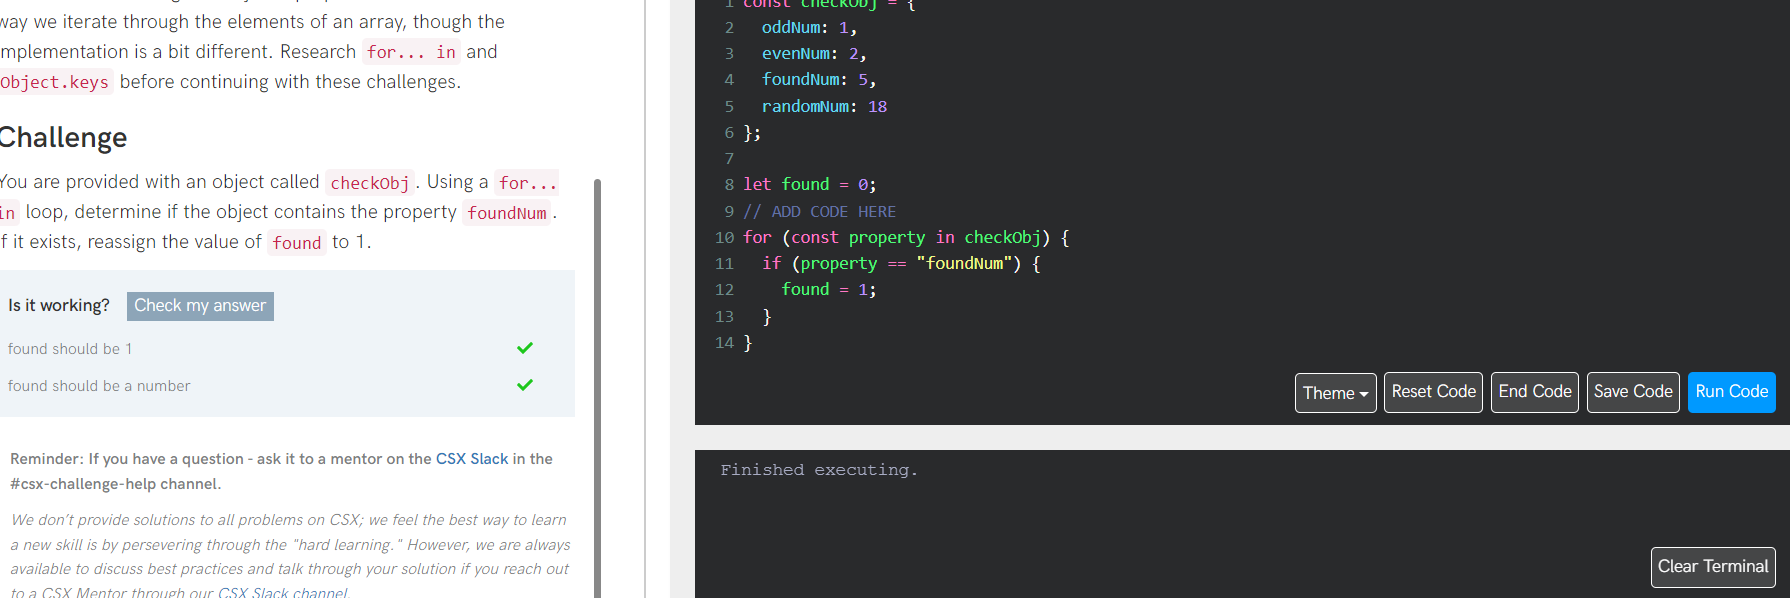 way we iterate through the elements of an array, though the
implementation is a bit different. Research for... in and
Object.keys before continuing with these challenges.
Challenge
You are provided with an object called checkObj. Using a for...
in loop, determine if the object contains the property foundNum.
If it exists, reassign the value of found to 1.
Is it working? Check my answer
found should be 1
found should be a number
Reminder: If you have a question - ask it to a mentor on the CSX Slack in the
#csx-challenge-help channel.
We don't provide solutions to all problems on CSX; we feel the best way to learn
a new skill is by persevering through the "hard learning." However, we are always
available to discuss best practices and talk through your solution if you reach out
to a CSX Mentor through our CSX Slack channel.
1 const checkObj = {
2 oddNum: 1,
3 evenNum: 2,
4 foundNum: 5,
5 randomNum: 18
6 };
7
8 let found = 0;
9 // ADD CODE HERE
10 for (const property in checkObj) {
11 if (property == "foundNum") {
12 found = 1;
13 }
14 }
Theme Reset Code End Code Save Code Run Code
Finished executing.
Clear Terminal